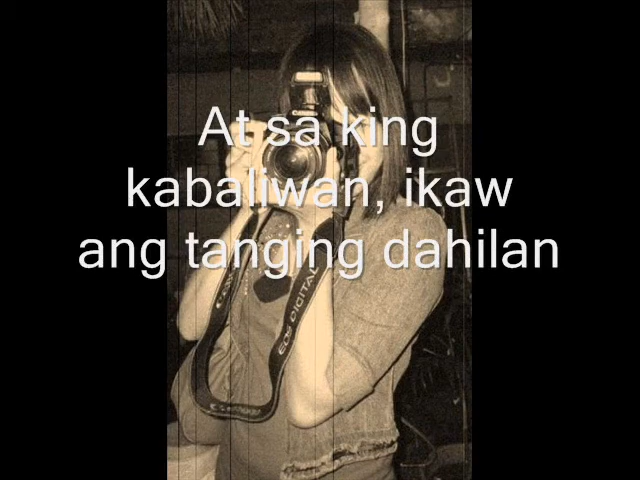 At sa king
kabaliwan, ikaw
ang tanging dahilan
EOS DIGITAL